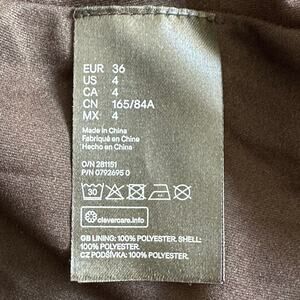 EUR 36
US 4
CA 4
CN 165/84A
MX 4
Made in China
Fabriqué en Chine
Hecho en China
O/N 281151
P/N 0792695 0
30
clevercare.info
GB LINING: 100% POLYESTER. SHELL:
100% POLYESTER.
CZ PODŠÍVKA: 100% POLYESTER.